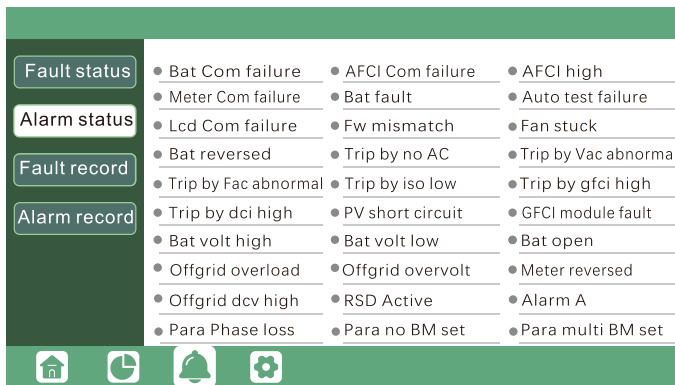 Fault status
Alarm status
Fault record
Alarm record
Bat Com failure AFCI Com failure AFCI high
Meter Com failure Bat fault Auto test failure
Lcd Com failure Fw mismatch Fan stuck
Bat reversed Trip by no AC Trip by Vac abnorma
Trip by Fac abnormal Trip by iso low Trip by gfci high
Trip by dci high PV short circuit GFCI module fault
Bat volt high Bat volt low Bat open
Offgrid overload Offgrid overvolt Meter reversed
Offgrid dcv high RSD Active Alarm A
Para Phase loss Para no BM set Para multi BM set